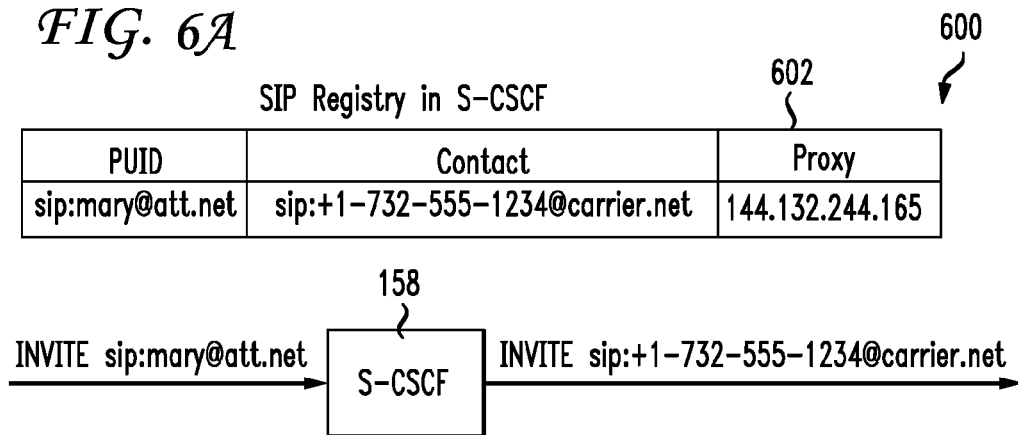 FIG. 6A
600
602
SIP Registry in S-CSCF
PUID Contact Proxy
sip:mary@att.net sip:+1-732-555-1234@carrier.net 144.132.244.165
158
INVITE sip:mary@att.net S-CSCF INVITE sip:+1-732-555-1234@carrier.net